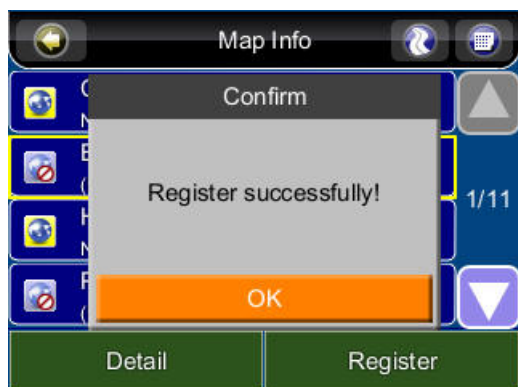 Map Info
Confirm
Register successfully!
1/11
OK
Detail
Register